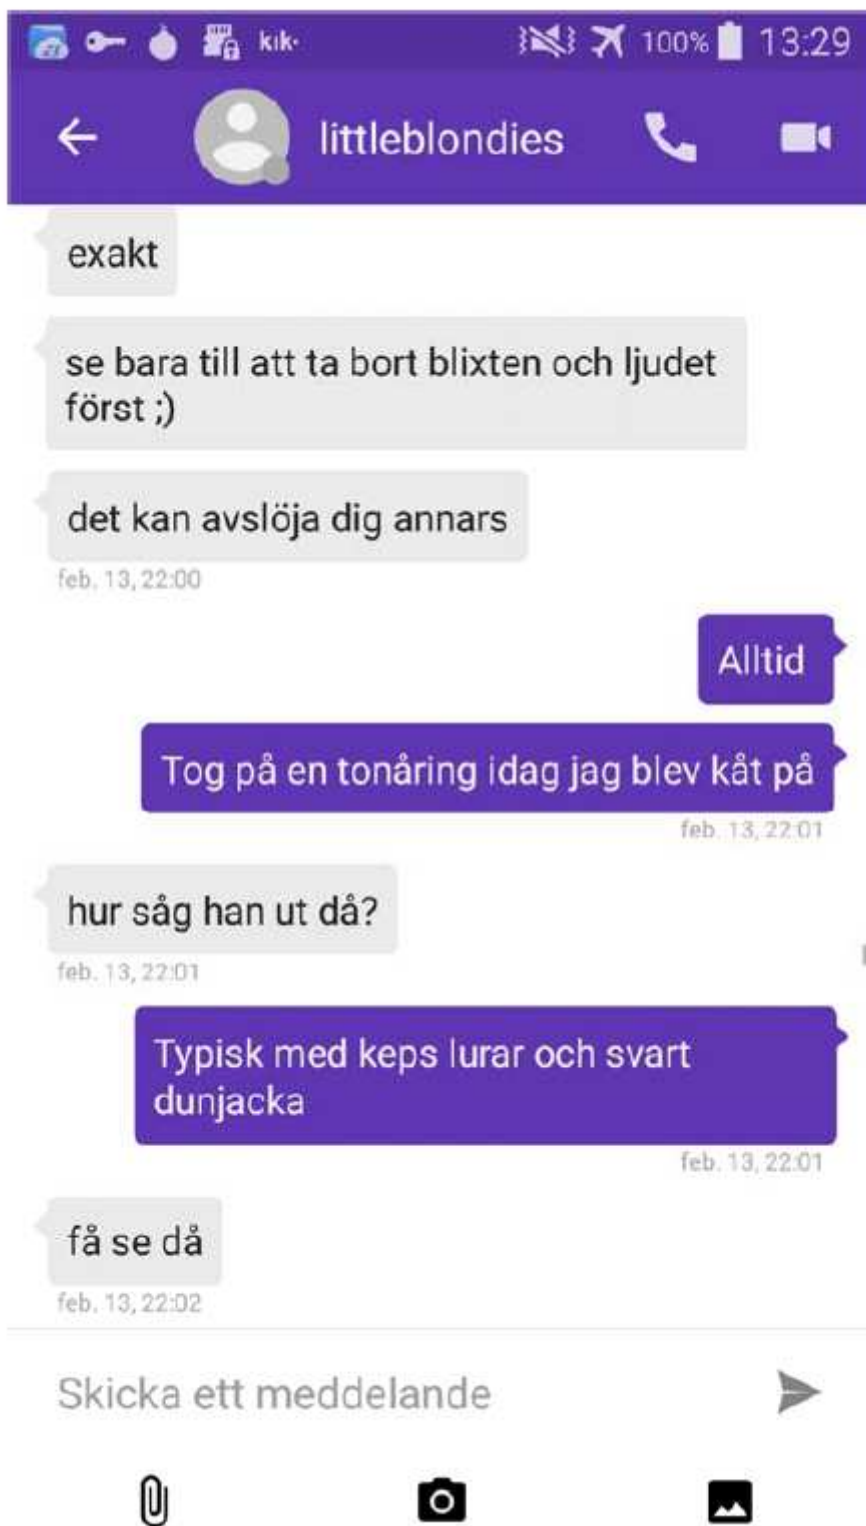 kik·
100% 13:29
littleblondies
exakt
se bara till att ta bort blixten och ljudet
först ;)
det kan avslöja dig annars
feb. 13, 22:00
Alltid
Tog på en tonåring idag jag blev kåt på
feb. 13, 22:01
hur såg han ut då?
feb. 13, 22:01
Typisk med keps lurar och svart
dunjacka
feb. 13, 22:01
få se då
feb. 13, 22:02
Skicka ett meddelande